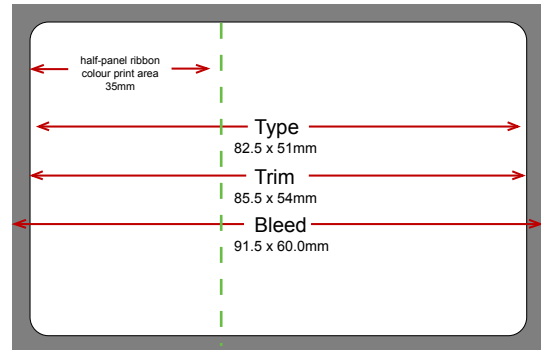 half-panel ribbon
colour print area
35mm
Type
82.5 x 51mm
Trim
85.5 x 54mm
Bleed
91.5 x 60.0mm